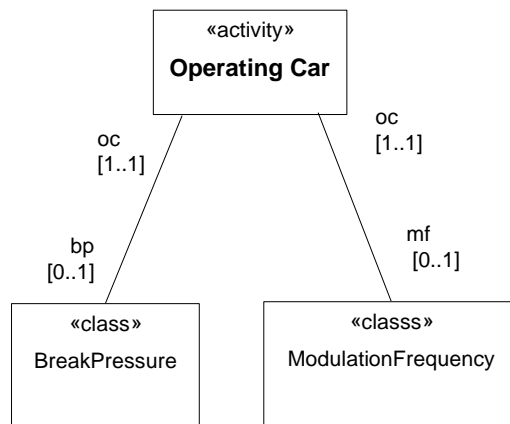 «activity»
Operating Car
oc
[1..1]
oc
[1..1]
bp
[0..1]
mf
[0..1]
«class»
BreakPressure
«classs»
ModulationFrequency